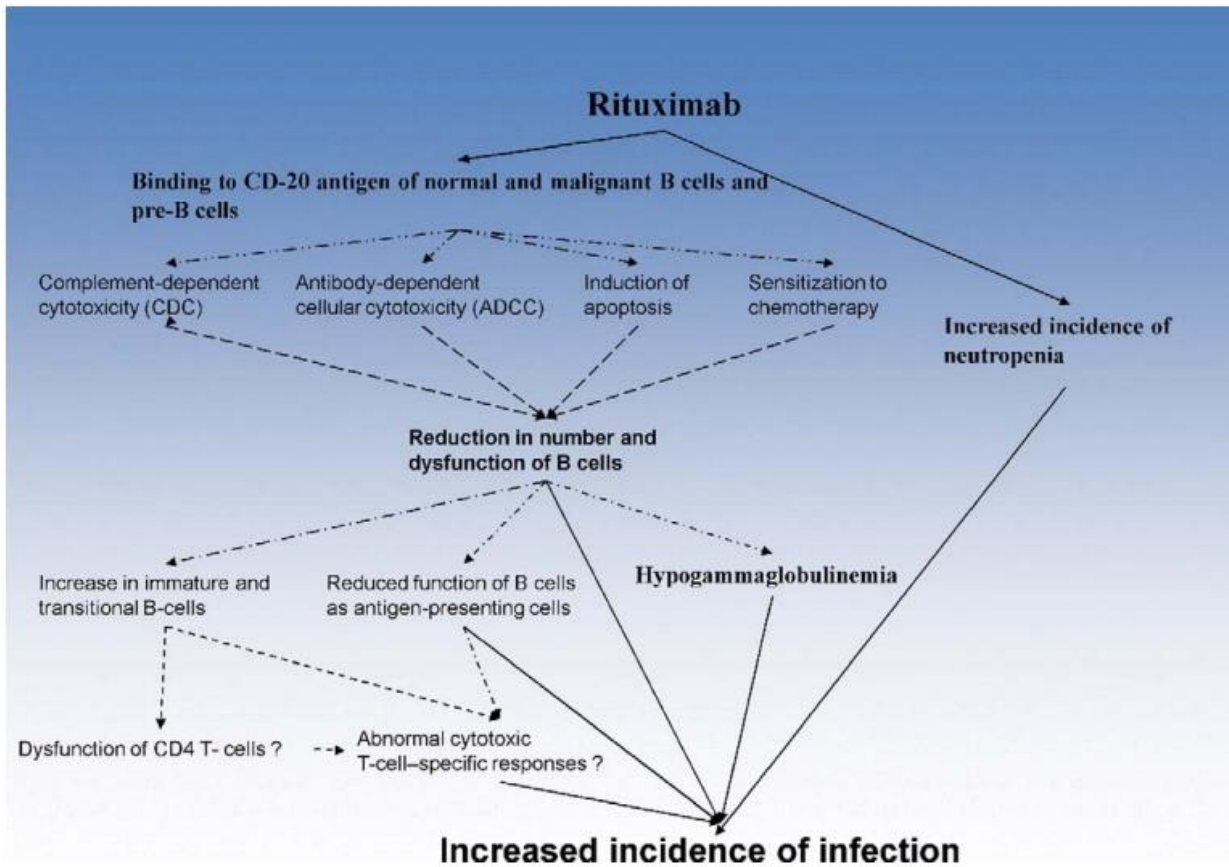 Rituximab
Binding to CD-20 antigen of normal and malignant B cells and
pre-B cells
Complement-dependent
cytotoxicity (CDC)
Antibody-dependent
cellular cytotoxicity (ADCC)
Induction of
apoptosis
Sensitization to
chemotherapy
Increased incidence of
neutropenia
Reduction in number and
dysfunction of B cells
Increase in immature and
transitional B-cells
Reduced function of B cells
as antigen-presenting cells
Hypogammaglobulinemia
Dysfunction of CD4 T- cells ?
Abnormal cytotoxic
T-cell–specific responses ?
Increased incidence of infection